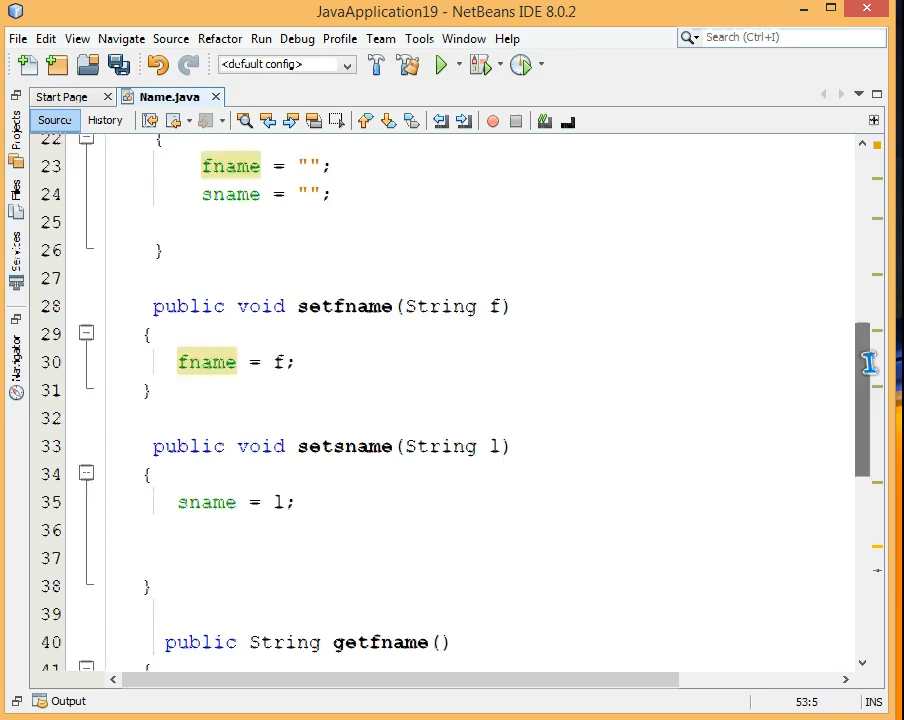 JavaApplication19 - NetBeans IDE 8.0.2
File Edit View Navigate Source Refactor Run Debug Profile Team Tools Window Help
Search (Ctrl+I)
<default config>
Start Page
Name.java
Source History
Projects
Files
Services
Navigator
22 {
23 fname = "";
24 sname = "";
25
26 }
27
28 public void setfname(String f)
29 {
30 fname = f;
31 }
32
33 public void setsname(String l)
34 {
35 sname = l;
36
37
38 }
39
40 public String getfname()
41 {
Output
53:5 INS